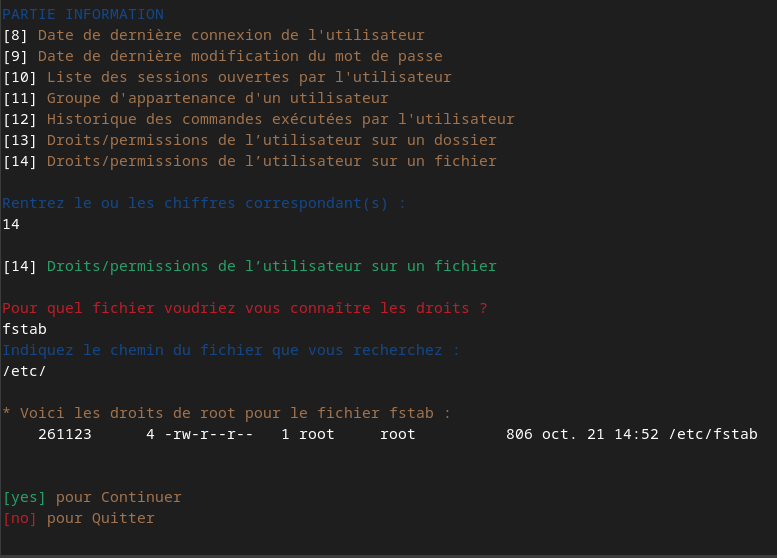 PARTIE INFORMATION
[8] Date de dernière connexion de l'utilisateur
[9] Date de dernière modification du mot de passe
[10] Liste des sessions ouvertes par l'utilisateur
[11] Groupe d'appartenance d'un utilisateur
[12] Historique des commandes exécutées par l'utilisateur
[13] Droits/permissions de l’utilisateur sur un dossier
[14] Droits/permissions de l’utilisateur sur un fichier
Rentrez le ou les chiffres correspondant(s) :
14
[14] Droits/permissions de l’utilisateur sur un fichier
Pour quel fichier voudriez vous connaître les droits ?
fstab
Indiquez le chemin du fichier que vous recherchez :
/etc/
* Voici les droits de root pour le fichier fstab :
261123 4 -rw-r--r-- 1 root root 806 oct. 21 14:52 /etc/fstab
[yes] pour Continuer
[no] pour Quitter